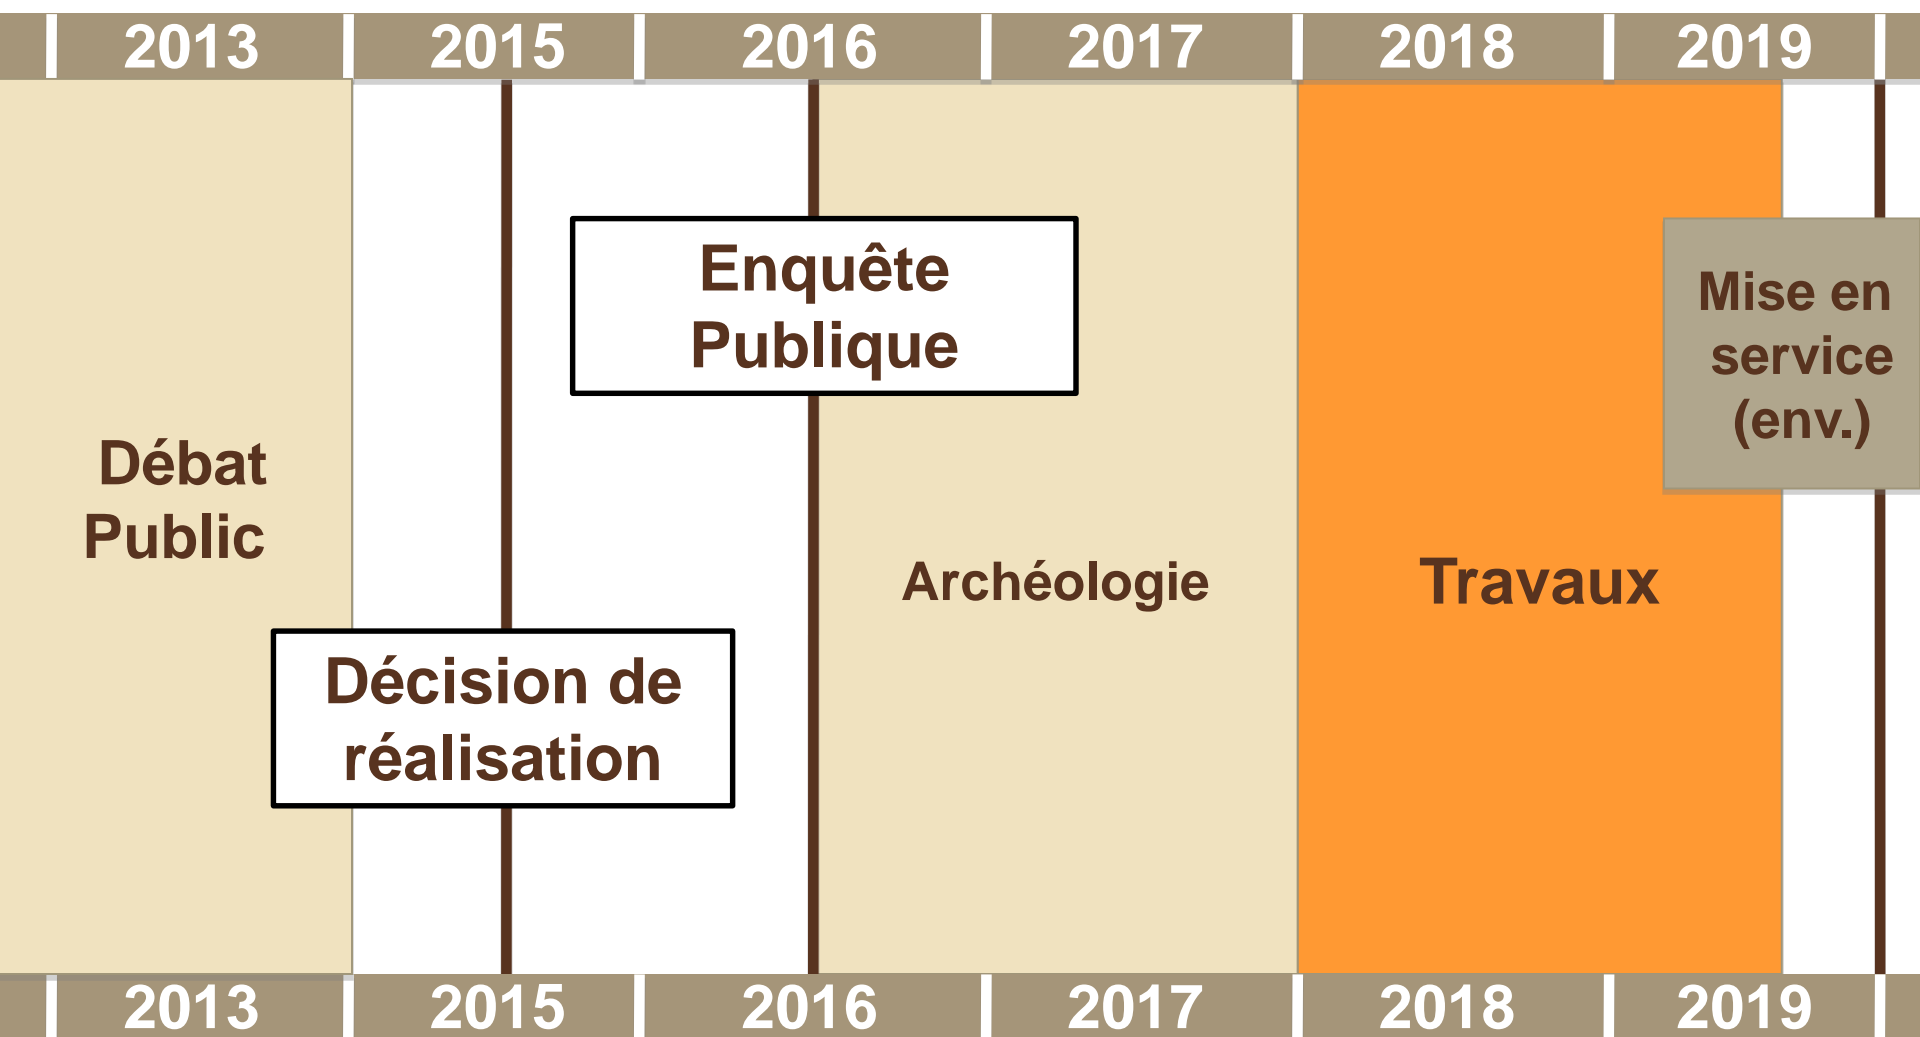 2013 2015 2016 2017 2018 2019
Enquête
Publique
Mise en
service
(env.)
Débat
Public
Archéologie
Travaux
Décision de
réalisation
2013 2015 2016 2017 2018 2019